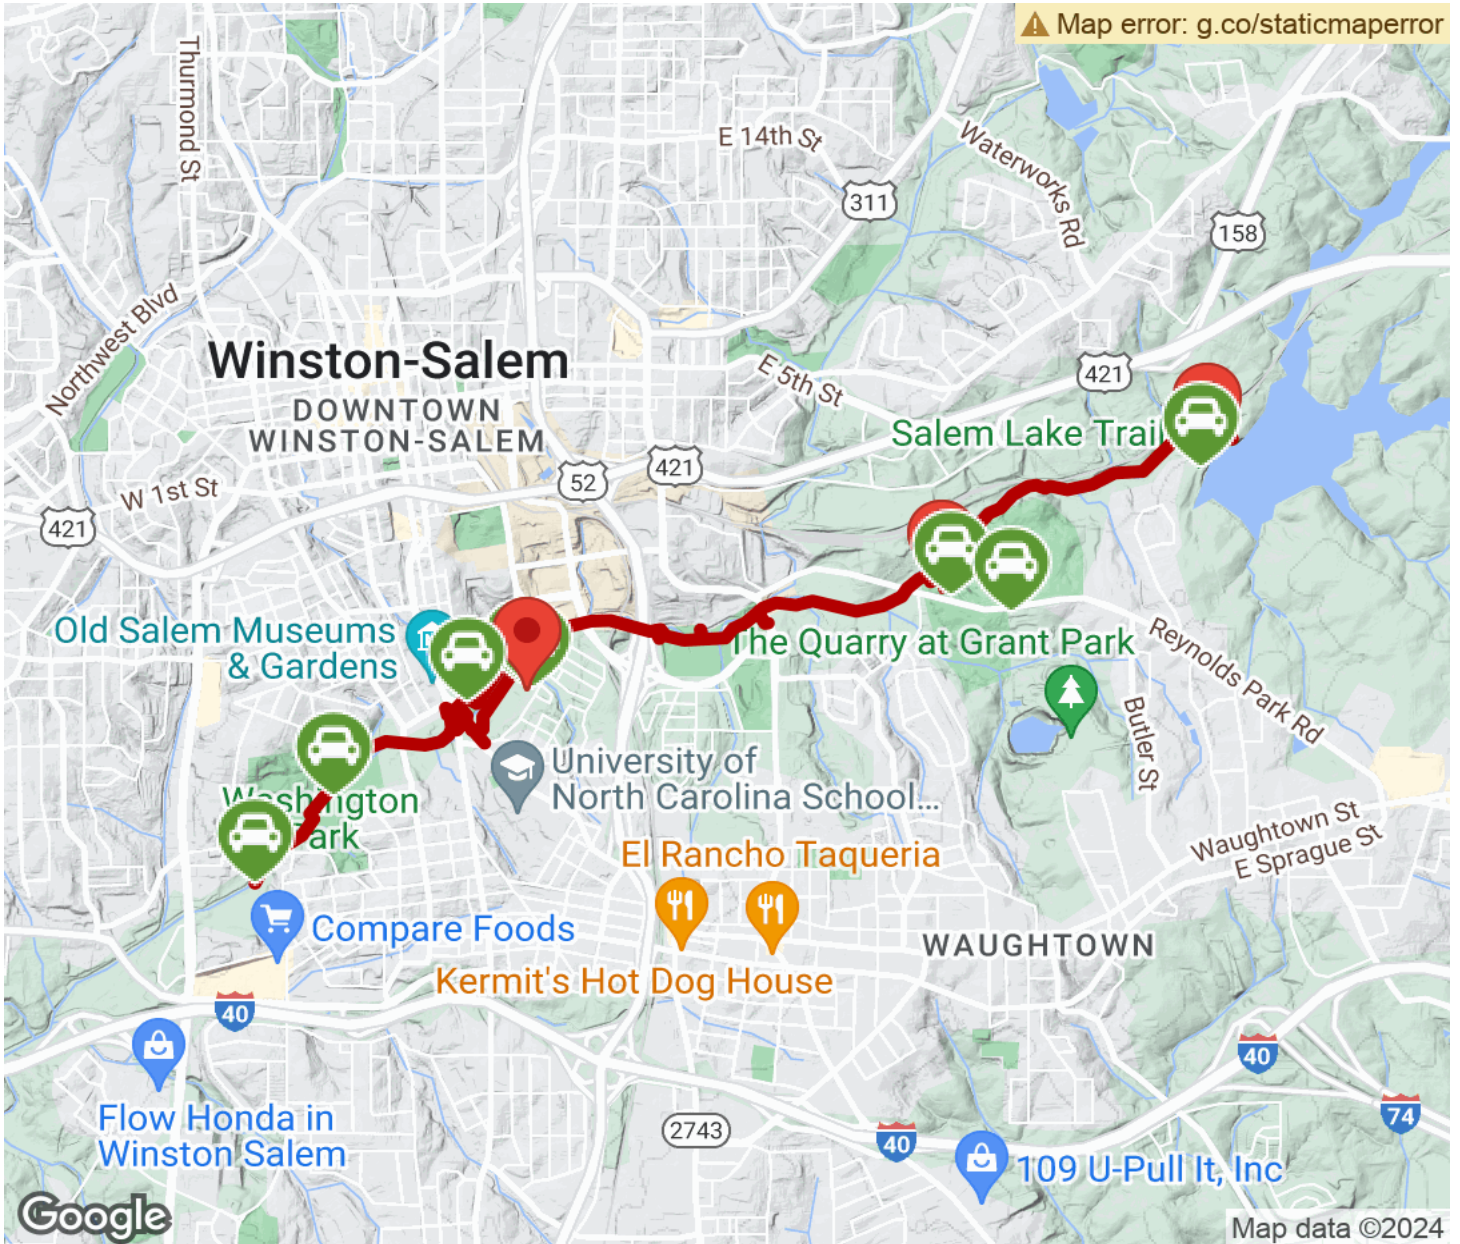 Map error: g.co/staticmaperror
Thurmond St
E 14th St
Waterworks Rd
311
158
Northwest Blvd
Winston-Salem
DOWNTOWN
WINSTON-SALEM
E 5th St
421
Salem Lake Trail
W 1st St
421
52
421
Old Salem Museums
& Gardens
The Quarry at Grant Park
Reynolds Park Rd
Butler St
University of
North Carolina School...
Washington
Park
Waughtown St
E Sprague St
El Rancho Taqueria
Compare Foods
WAUGHTOWN
Kermit's Hot Dog House
40
40
74
Flow Honda in
Winston Salem
2743
40
109 U-Pull It, Inc
Google
Map data ©2024